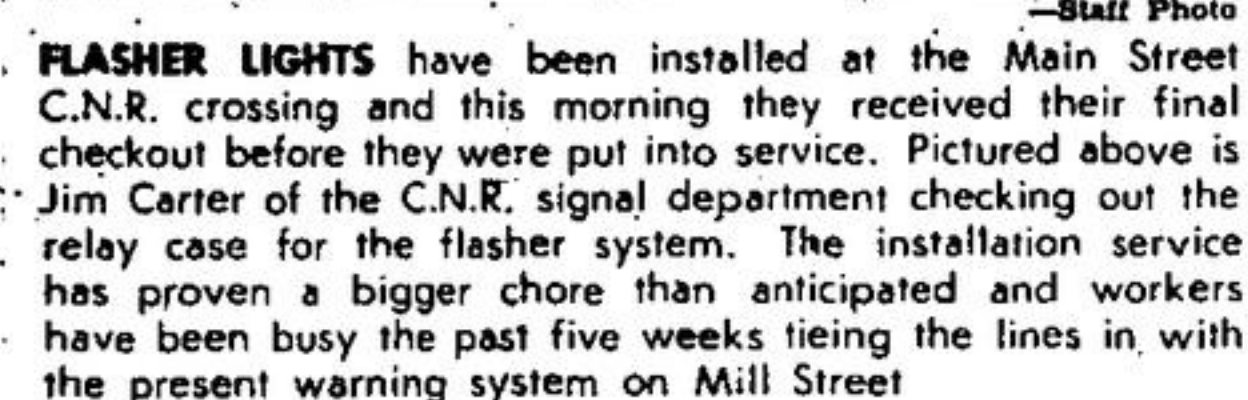 —Staff Photo
FLASHER LIGHTS have been installed at the Main Street
C.N.R. crossing and this morning they received their final
checkout before they were put into service. Pictured above is
Jim Carter of the C.N.R. signal department checking out the
relay case for the flasher system. The installation service
has proven a bigger chore than anticipated and workers
have been busy the past five weeks tieing the lines in with
the present warning system on Mill Street